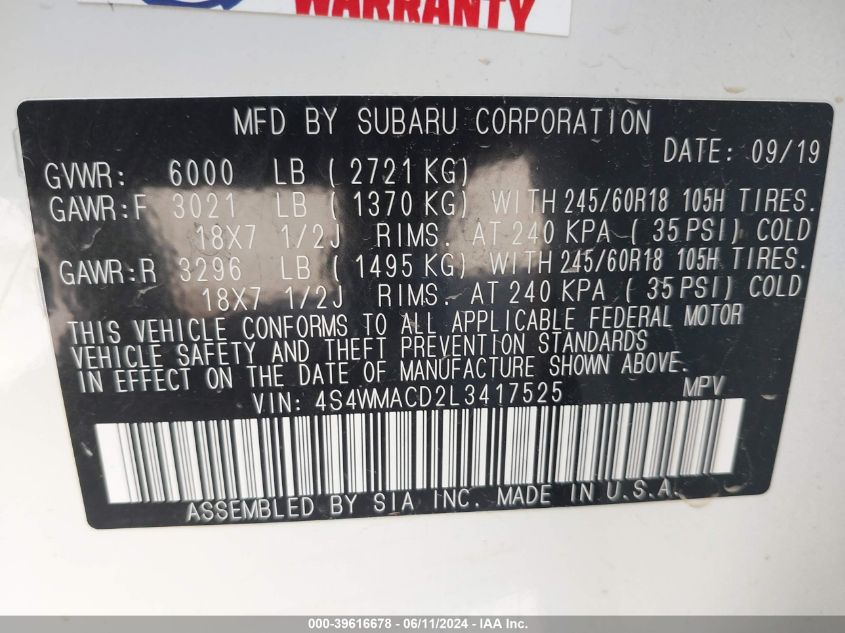 WARRANTY
MFD BY SUBARU CORPORATION
DATE: 09/19
GVWR: 6000 LB ( 2721 KG)
GAWR:F 3021 LB ( 1370 KG) WITH 245/60R18 105H TIRES.
18X7 1/2J RIMS. AT 240 KPA ( 35 PSI) COLD
GAWR:R 3296 LB ( 1495 KG) WITH 245/60R18 105H TIRES.
18X7 1/2J RIMS. AT 240 KPA ( 35 PSI) COLD
THIS VEHICLE CONFORMS TO ALL APPLICABLE FEDERAL MOTOR
VEHICLE SAFETY AND THEFT PREVENTION STANDARDS
IN EFFECT ON THE DATE OF MANUFACTURE SHOWN ABOVE.
VIN: 4S4WMACD2L3417525 MPV
ASSEMBLED BY SIA INC. MADE IN U.S.A.
000-39616678 - 06/11/2024 - IAA Inc.